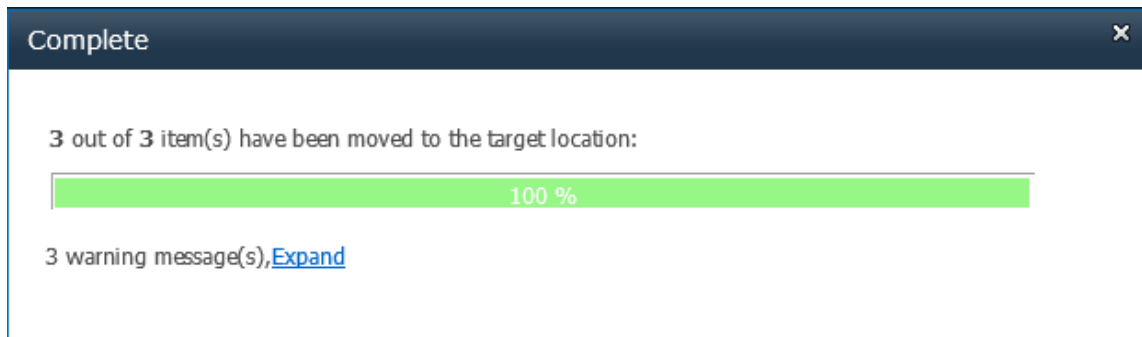 Complete
3 out of 3 item(s) have been moved to the target location:
100 %
3 warning message(s),Expand